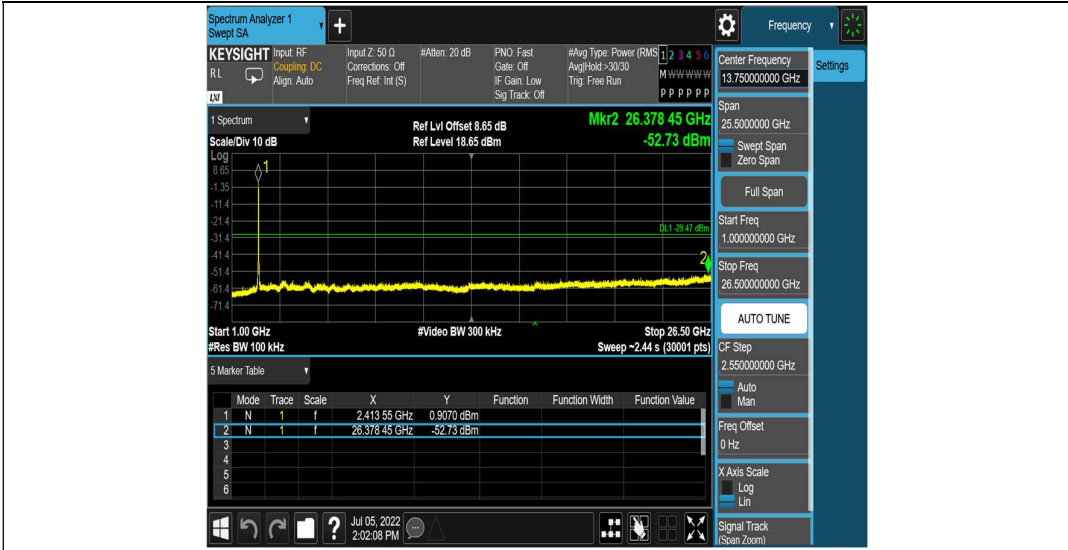 Spectrum Analyzer 1
Swept SA
Frequency
KEYSIGHT
RL
LXI
Input: RF
Coupling: DC
Align: Auto
Input Z: 50 Ω
Corrections: Off
Freq Ref: Int (S)
#Atten: 20 dB
PNO: Fast
Gate: Off
IF Gain: Low
Sig Track: Off
#Avg Type: Power (RMS
Avg|Hold:>30/30
Trig: Free Run
1 2 3 4 5 6
M W W W W W
P P P P P P
1 Spectrum
Scale/Div 10 dB
Ref Lvl Offset 8.65 dB
Ref Level 18.65 dBm
Mkr2 26.378 45 GHz
-52.73 dBm
Log
8.65
-1.35
-11.4
-21.4
-31.4
-41.4
-51.4
-61.4
-71.4
1
DL1 -29.47 dBm
2
Start 1.00 GHz
#Res BW 100 kHz
#Video BW 300 kHz
Stop 26.50 GHz
Sweep ~2.44 s (30001 pts)
5 Marker Table
Mode Trace Scale X Y Function Function Width Function Value
1 N 1 f 2.413 55 GHz 0.9070 dBm
2 N 1 f 26.378 45 GHz -52.73 dBm
3
4
5
6
Jul 05, 2022
2:02:08 PM
Center Frequency
13.750000000 GHz
Settings
Span
25.5000000 GHz
Swept Span
Zero Span
Full Span
Start Freq
1.000000000 GHz
Stop Freq
26.500000000 GHz
AUTO TUNE
CF Step
2.550000000 GHz
Auto
Man
Freq Offset
0 Hz
X Axis Scale
Log
Lin
Signal Track
(Span Zoom)